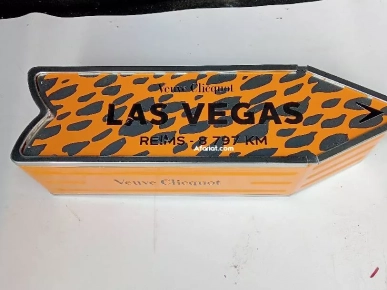 Veuve Clicquot
LAS VEGAS
REIMS - 8 797 KM
Afariat.com
Veuve Clicquot